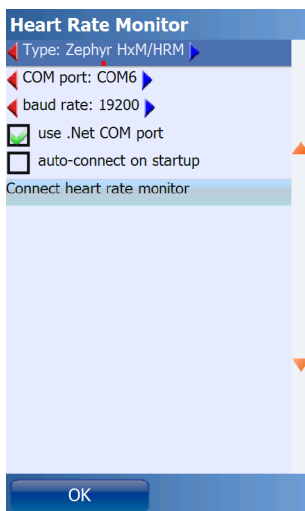 Heart Rate Monitor
Type: Zephyr HxM/HRM
COM port: COM6
baud rate: 19200
use .Net COM port
auto-connect on startup
Connect heart rate monitor
OK